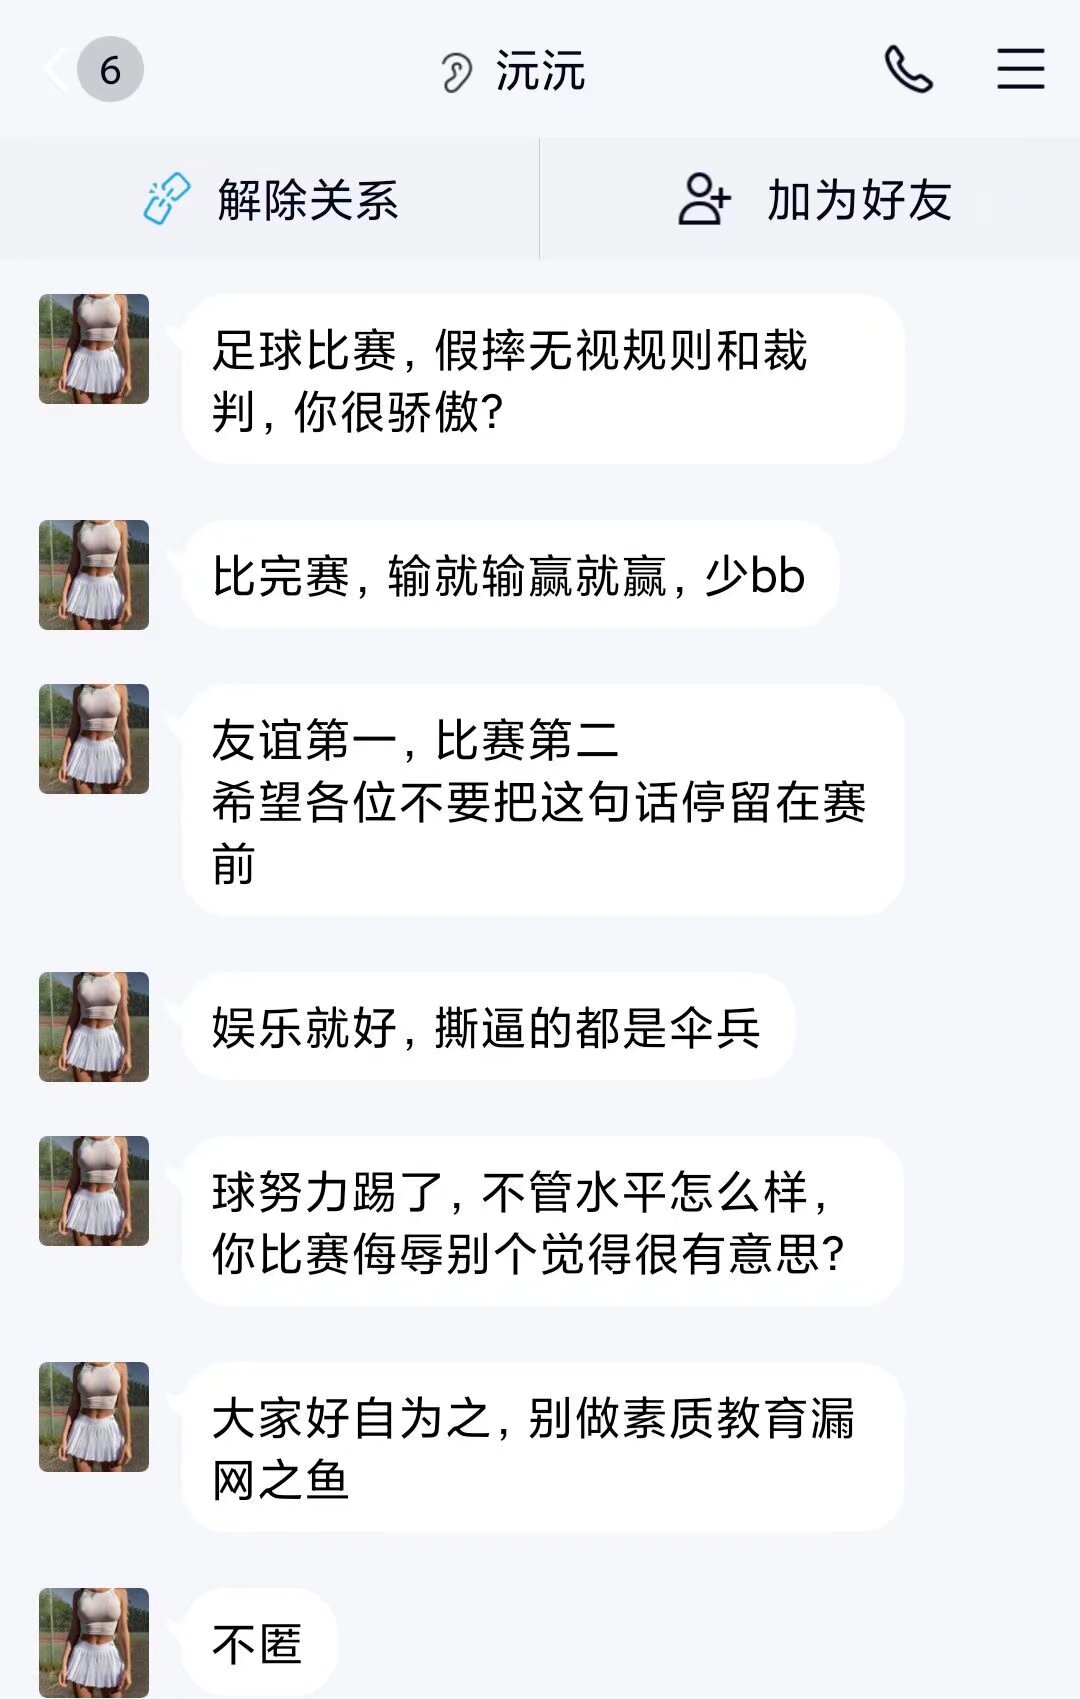 6
沅沅
解除关系
加为好友
足球比赛，假摔无视规则和裁
判，你很骄傲?
比完赛，输就输赢就赢，少bb
友谊第一，比赛第二
希望各位不要把这句话停留在赛
前
娱乐就好，撕逼的都是伞兵
球努力踢了，不管水平怎么样，
你比赛侮辱别个觉得很有意思?
大家好自为之，别做素质教育漏
网之鱼
不匿